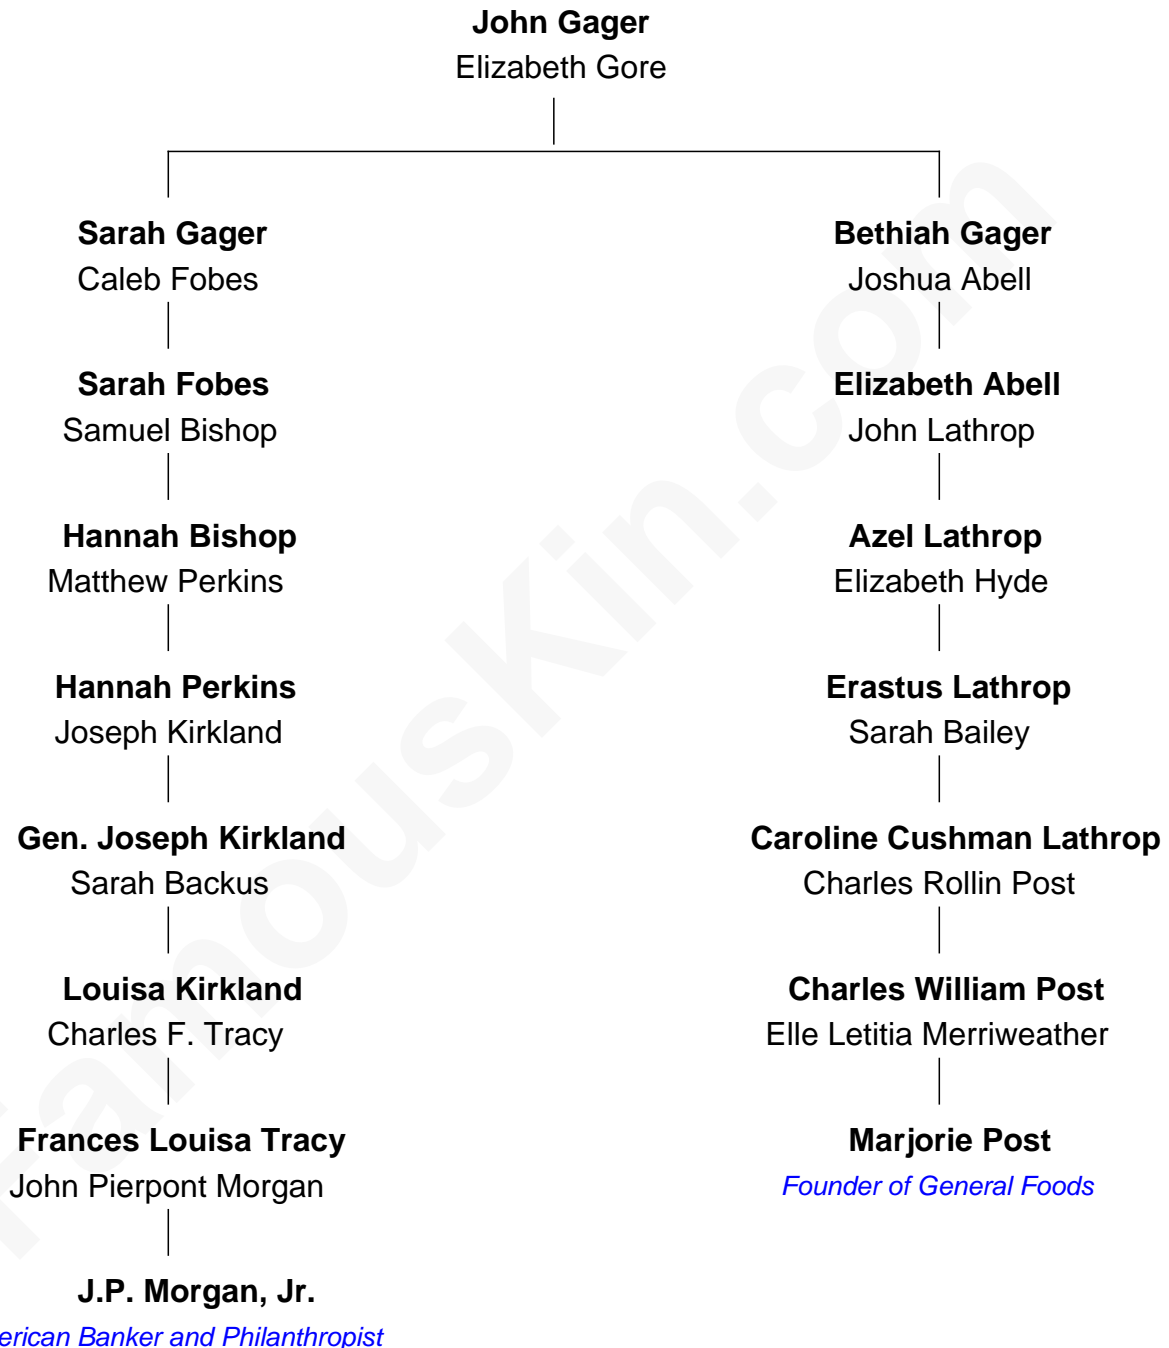 John Gager
Elizabeth Gore
Sarah Gager
Caleb Fobes
Sarah Fobes
Samuel Bishop
Hannah Bishop
Matthew Perkins
Hannah Perkins
Joseph Kirkland
Gen. Joseph Kirkland
Sarah Backus
Louisa Kirkland
Charles F. Tracy
Frances Louisa Tracy
John Pierpont Morgan
J.P. Morgan, Jr.
erican Banker and Philanthropist
Bethiah Gager
Joshua Abell
Elizabeth Abell
John Lathrop
Azel Lathrop
Elizabeth Hyde
Erastus Lathrop
Sarah Bailey
Caroline Cushman Lathrop
Charles Rollin Post
Charles William Post
Elle Letitia Merriweather
Marjorie Post
Founder of General Foods
FamousKin.com